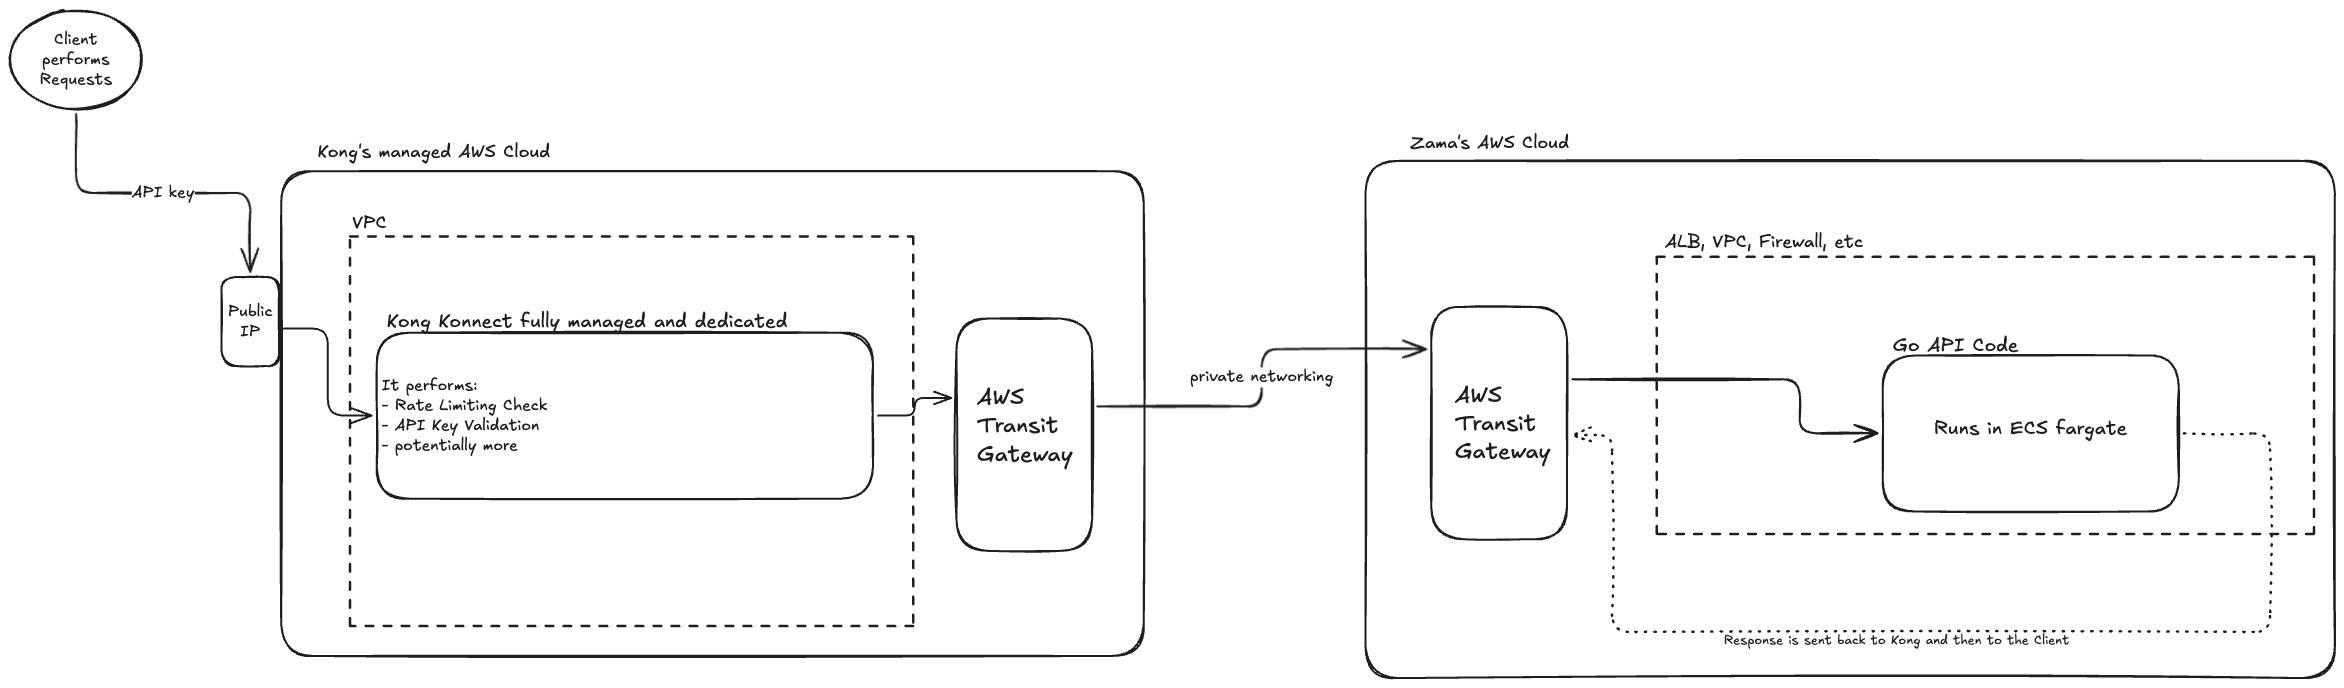 Client
performs
Requests
API key
Public
IP
Kong's managed AWS Cloud
VPC
Kong Konnect fully managed and dedicated
It performs:
- Rate Limiting Check
- API Key Validation
- potentially more
AWS
Transit
Gateway
private networking
Zama's AWS Cloud
AWS
Transit
Gateway
ALB, VPC, Firewall, etc
Go API Code
Runs in ECS fargate
Response is sent back to Kong and then to the Client